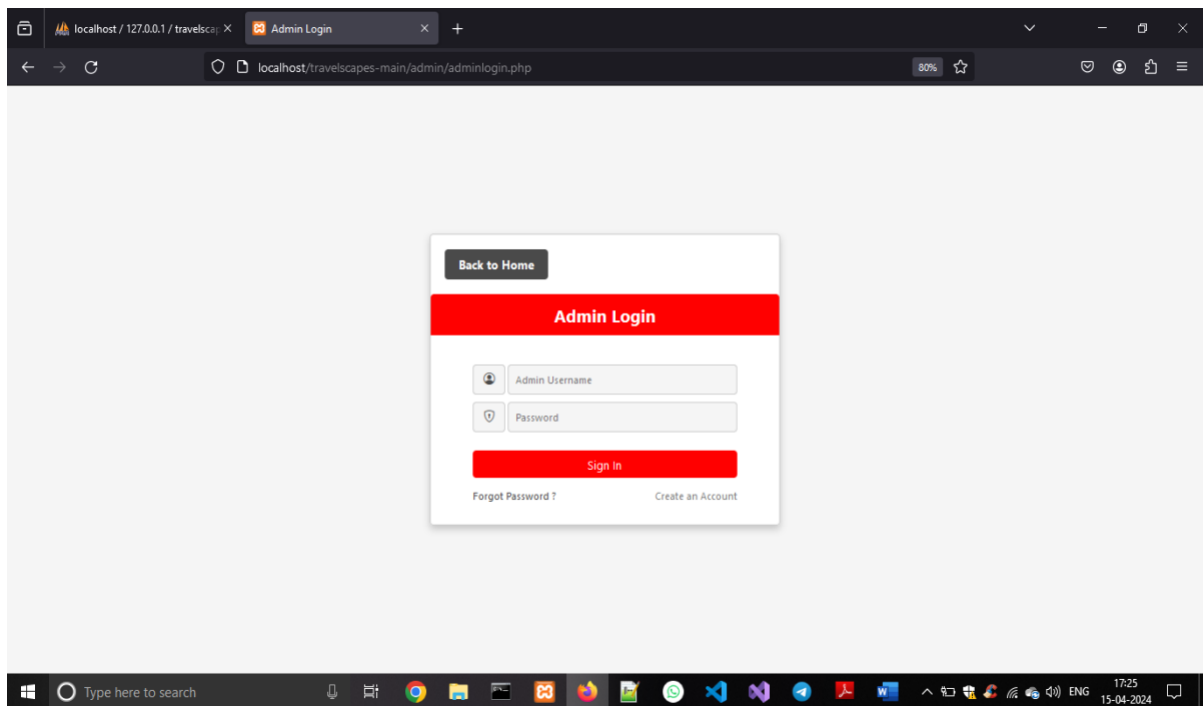 localhost / 127.0.0.1 / travelscap
Admin Login
localhost/travelscapes-main/admin/adminlogin.php
80%
Back to Home
Admin Login
Admin Username
Password
Sign In
Forgot Password ?
Create an Account
Type here to search
ENG
17:25
15-04-2024